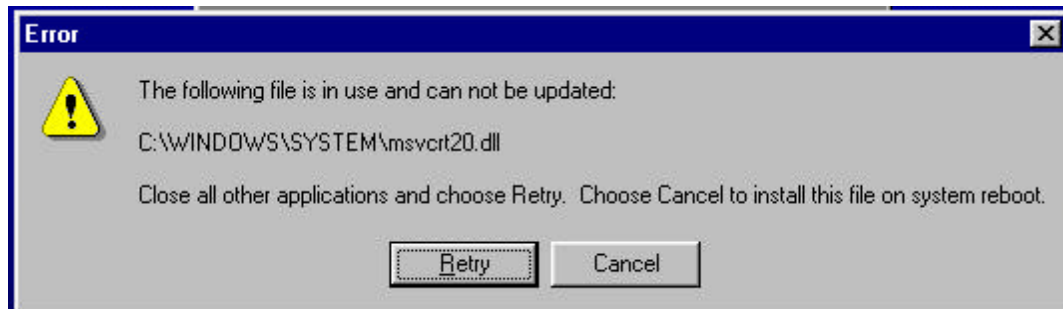 Error
The following file is in use and can not be updated:
C:\WINDOWS\SYSTEM\msvcrt20.dll
Close all other applications and choose Retry.  Choose Cancel to install this file on system reboot.
Retry
Cancel